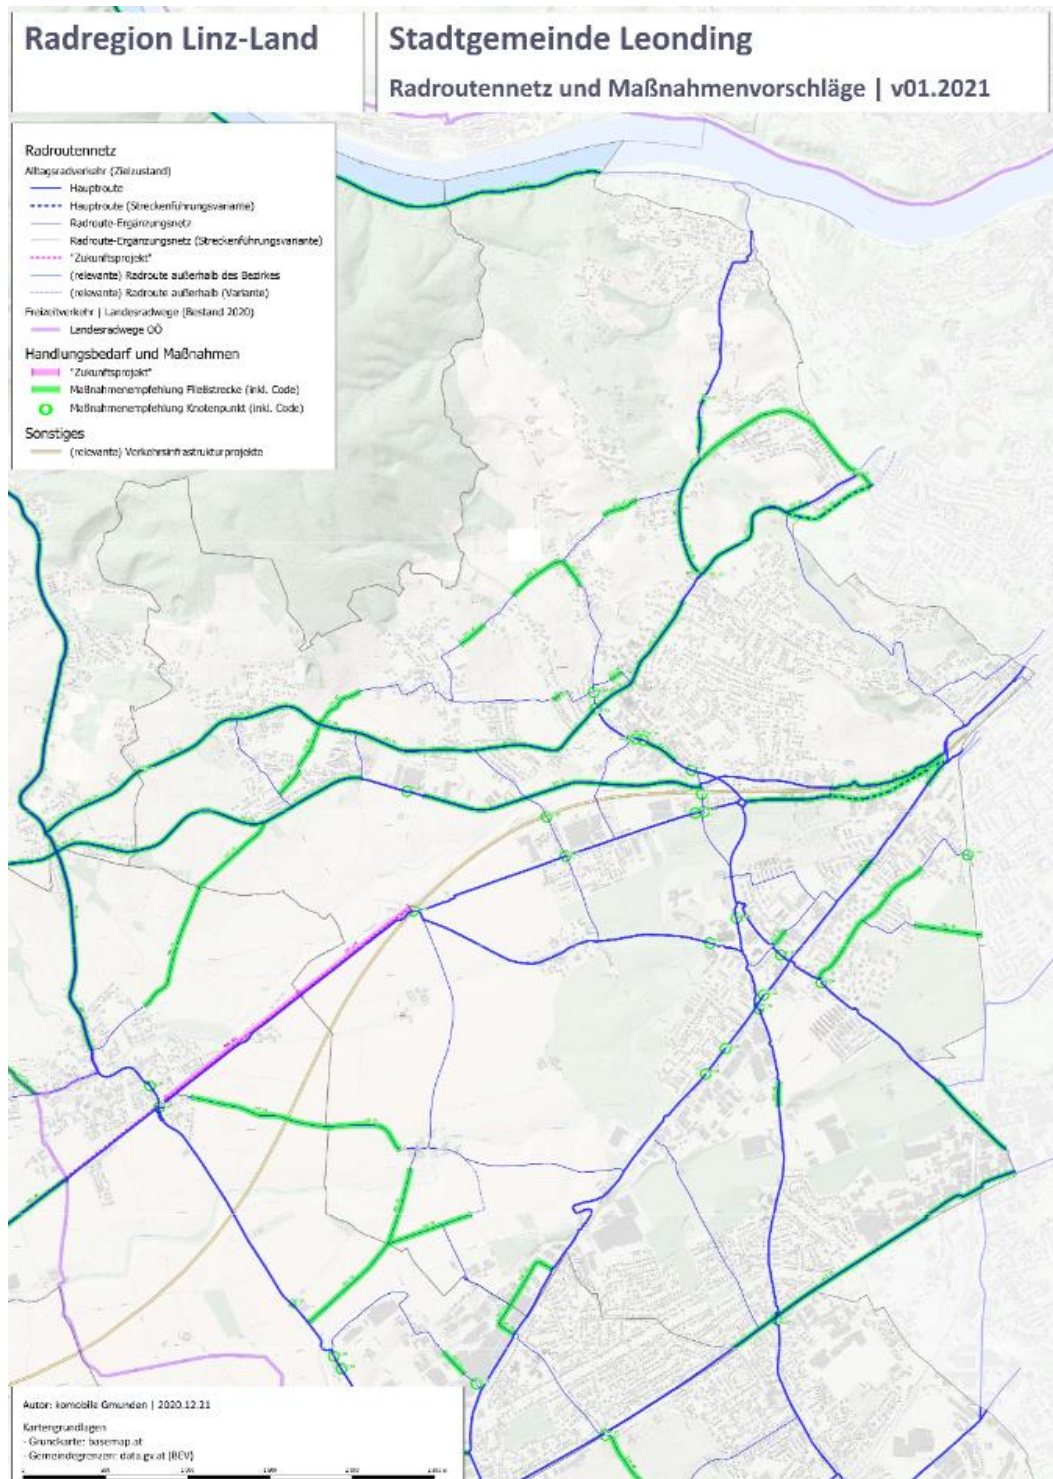 Radregion Linz-Land
Stadtgemeinde Leonding
Radroutennetz und Maßnahmenvorschläge | v01.2021
Radroutennetz
Alltagsradverkehr (Zielzustand)
Hauptroute
Hauptroute (Streckenführungsvariante)
Radroute-Ergänzungsnetz
Radroute-Ergänzungsnetz (Streckenführungsvariante)
"Zukunftsprojekt"
(relevante) Radroute außerhalb des Bezirkes
(relevante) Radroute außerhalb (Variante)
Freizeitverkehr | Landesradwege (Bestand 2020)
Landesradwege OÖ
Handlungsbedarf und Maßnahmen
"Zukunftsprojekt"
Maßnahmenempfehlung Fließstrecke (inkl. Code)
Maßnahmenempfehlung Knotenpunkt (inkl. Code)
Sonstiges
(relevante) Verkehrsinfrastrukturprojekte
Autor: komobile Gmunden | 2020.12.21
Kartengrundlagen
- Grundkarte: basemap.at
- Gemeindegrenzen: data.gv.at (BEV)